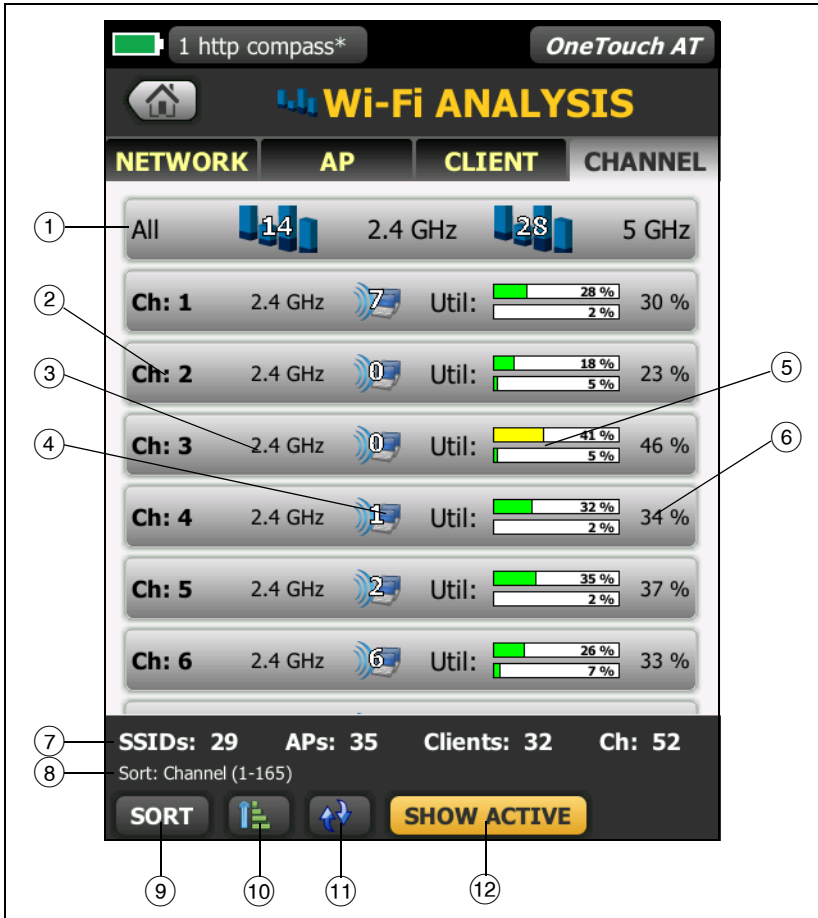 1 http compass*
OneTouch AT
Wi-Fi ANALYSIS
NETWORK AP CLIENT CHANNEL
① All 14 2.4 GHz 28 5 GHz
② Ch: 1 2.4 GHz 7 Util: 28 % 2 % 30 %
③ Ch: 2 2.4 GHz 0 Util: 18 % 5 % 23 % ⑤
④ Ch: 3 2.4 GHz 0 Util: 41 % 5 % 46 % ⑥
Ch: 4 2.4 GHz 1 Util: 32 % 2 % 34 %
Ch: 5 2.4 GHz 2 Util: 35 % 2 % 37 %
Ch: 6 2.4 GHz 6 Util: 26 % 7 % 33 %
⑦ SSIDs: 29 APs: 35 Clients: 32 Ch: 52
⑧ Sort: Channel (1-165)
SORT SHOW ACTIVE
⑨ ⑩ ⑪ ⑫